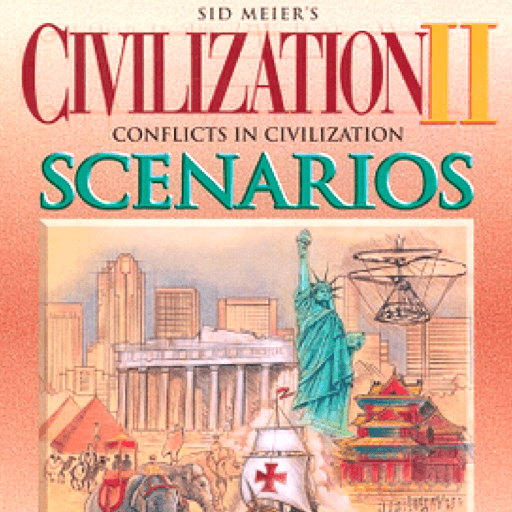 SID MEIER'S
CIVILIZATION II
CONFLICTS IN CIVILIZATION
SCENARIOS